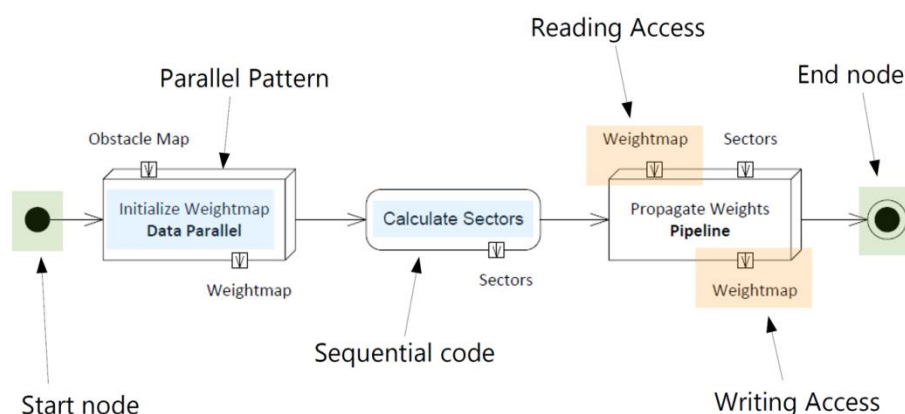 Reading Access
Parallel Pattern
End node
Obstacle Map
Weightmap
Sectors
Initialize Weightmap
Data Parallel
Calculate Sectors
Propagate Weights
Pipeline
Weightmap
Sectors
Weightmap
Sequential code
Start node
Writing Access